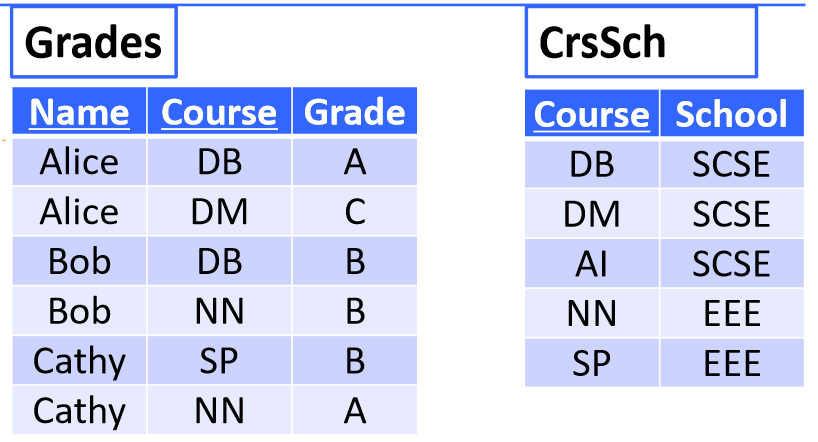 Grades
Name Course Grade
Alice DB A
Alice DM C
Bob DB B
Bob NN B
Cathy SP B
Cathy NN A
CrsSch
Course School
DB SCSE
DM SCSE
AI SCSE
NN EEE
SP EEE